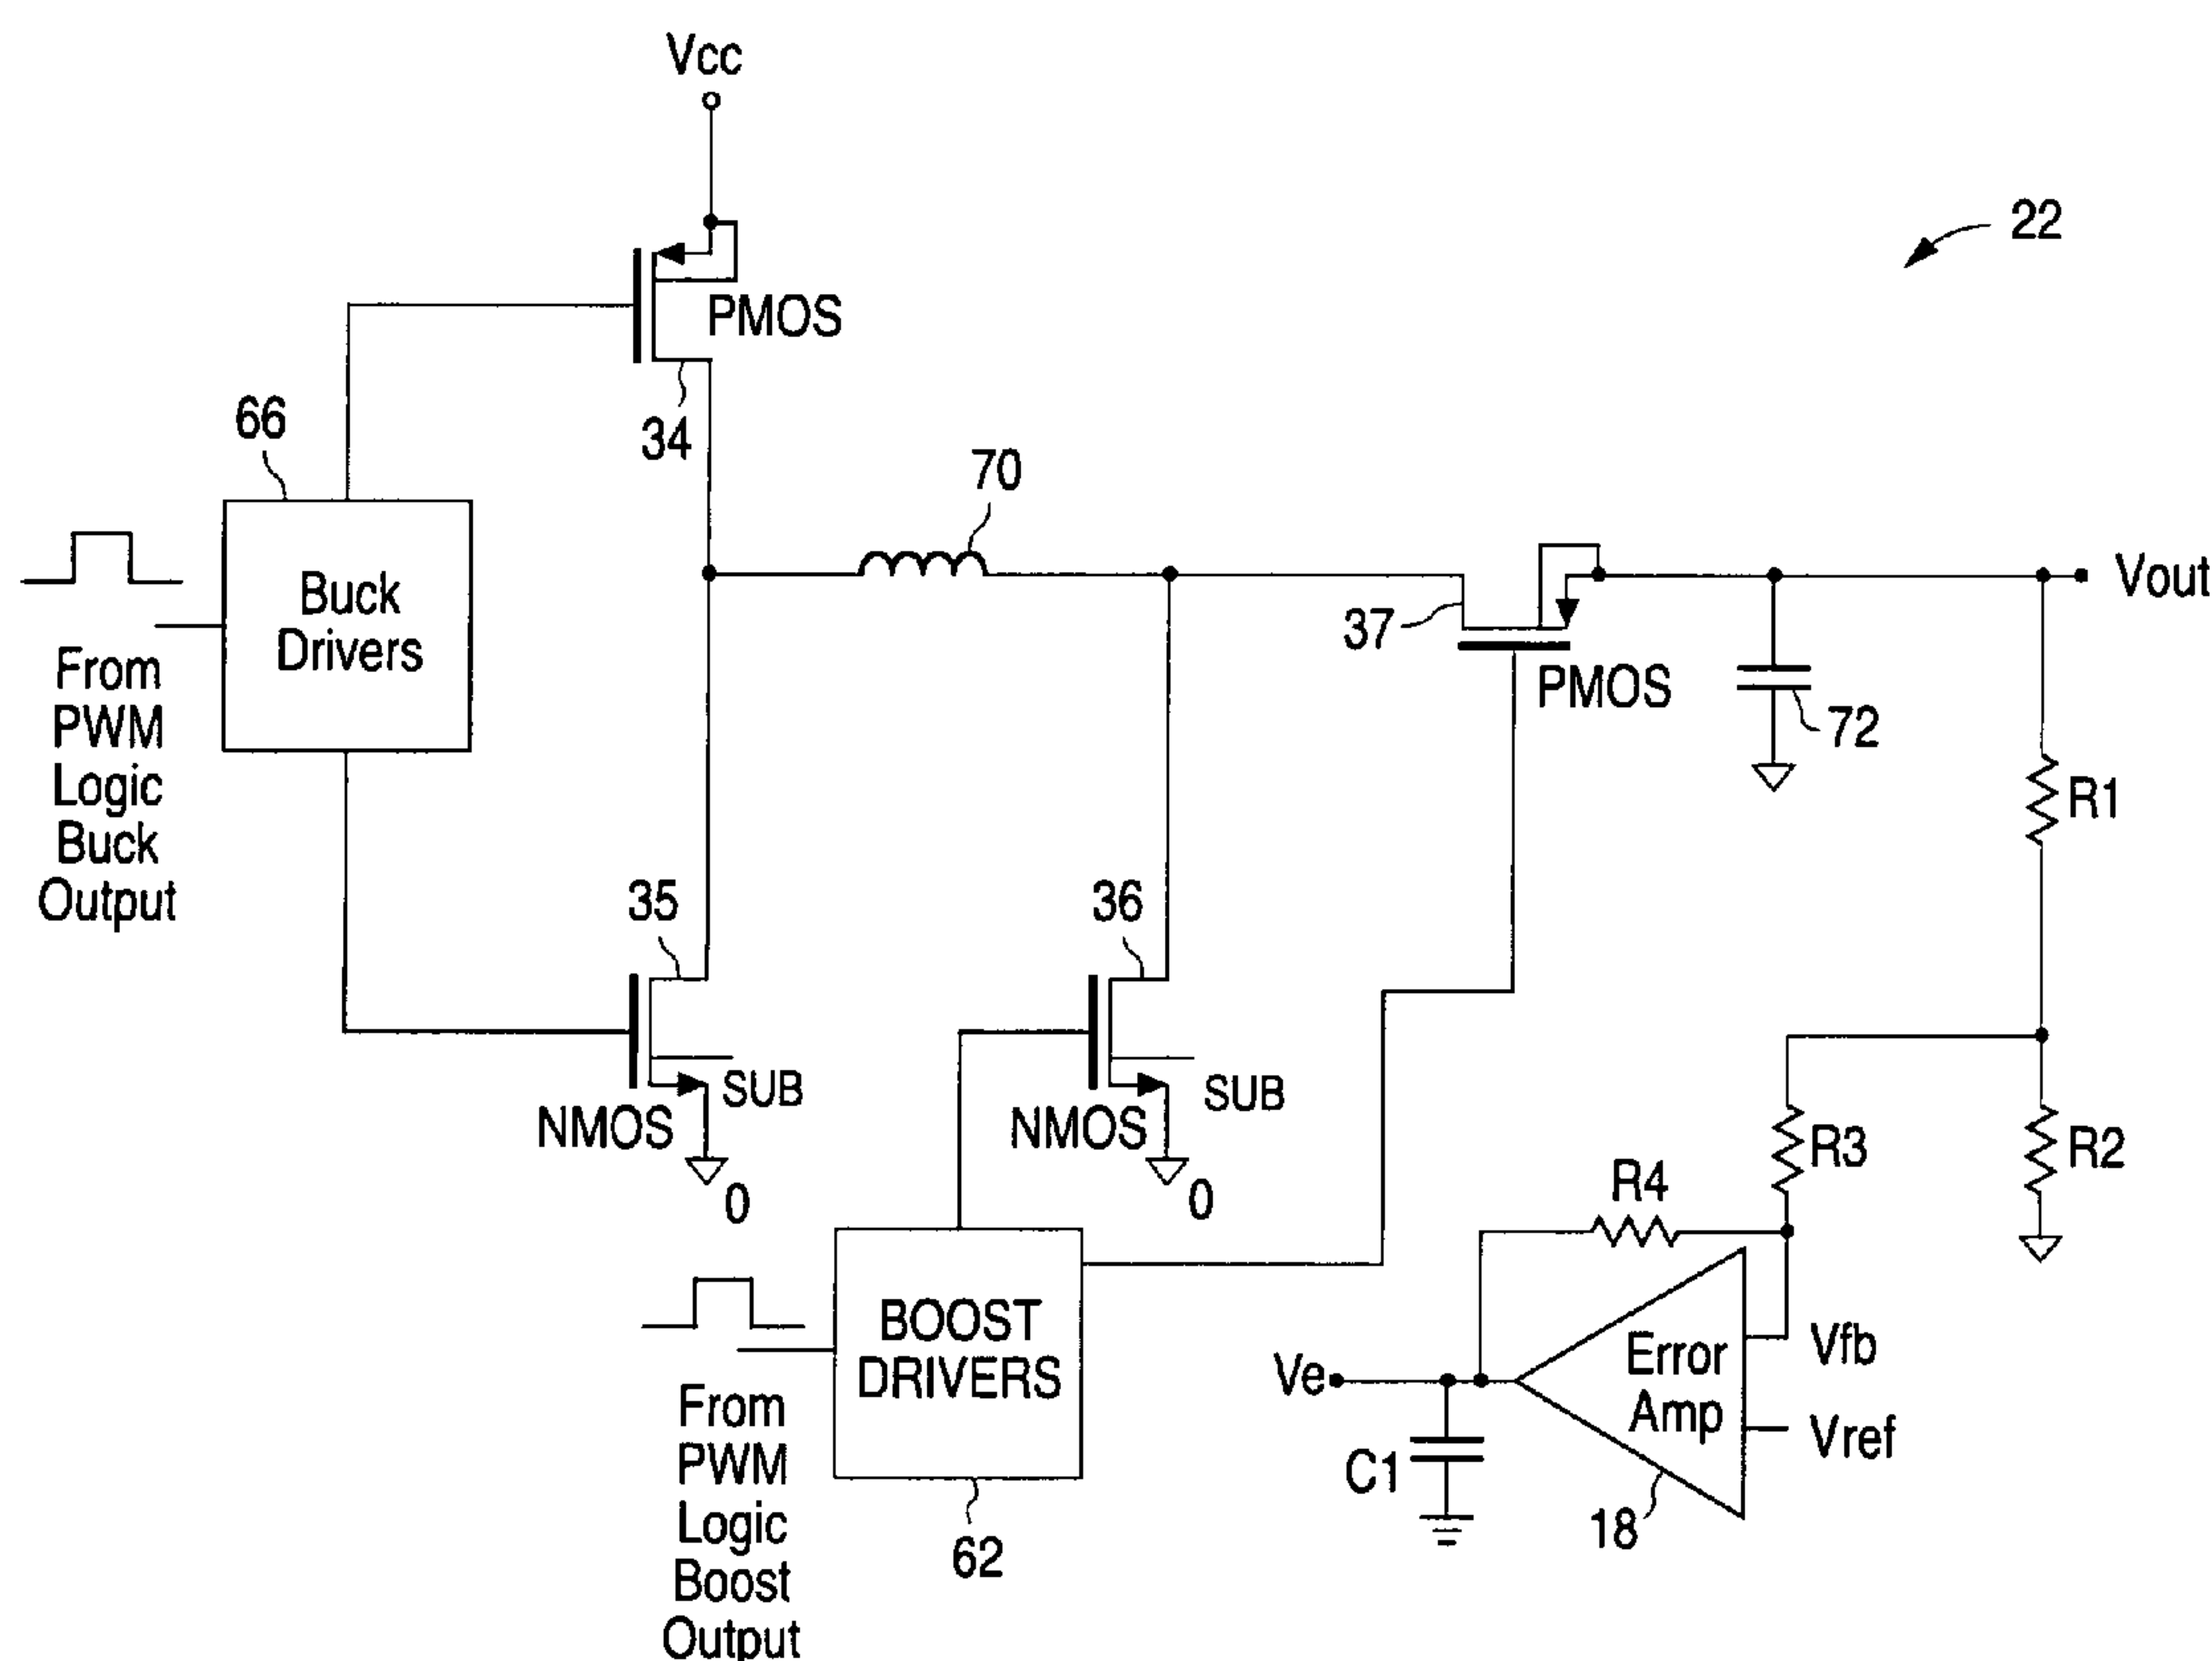 Vcc
22
PMOS
34
66
70
Buck
Drivers
From
PWM
Logic
Buck
Output
37
PMOS
Vout
72
R1
35
36
SUB
NMOS
0
SUB
NMOS
0
R3
R2
R4
BOOST
DRIVERS
From
PWM
Logic
Boost
Output
62
Ve
Error
Amp
Vfb
Vref
C1
18